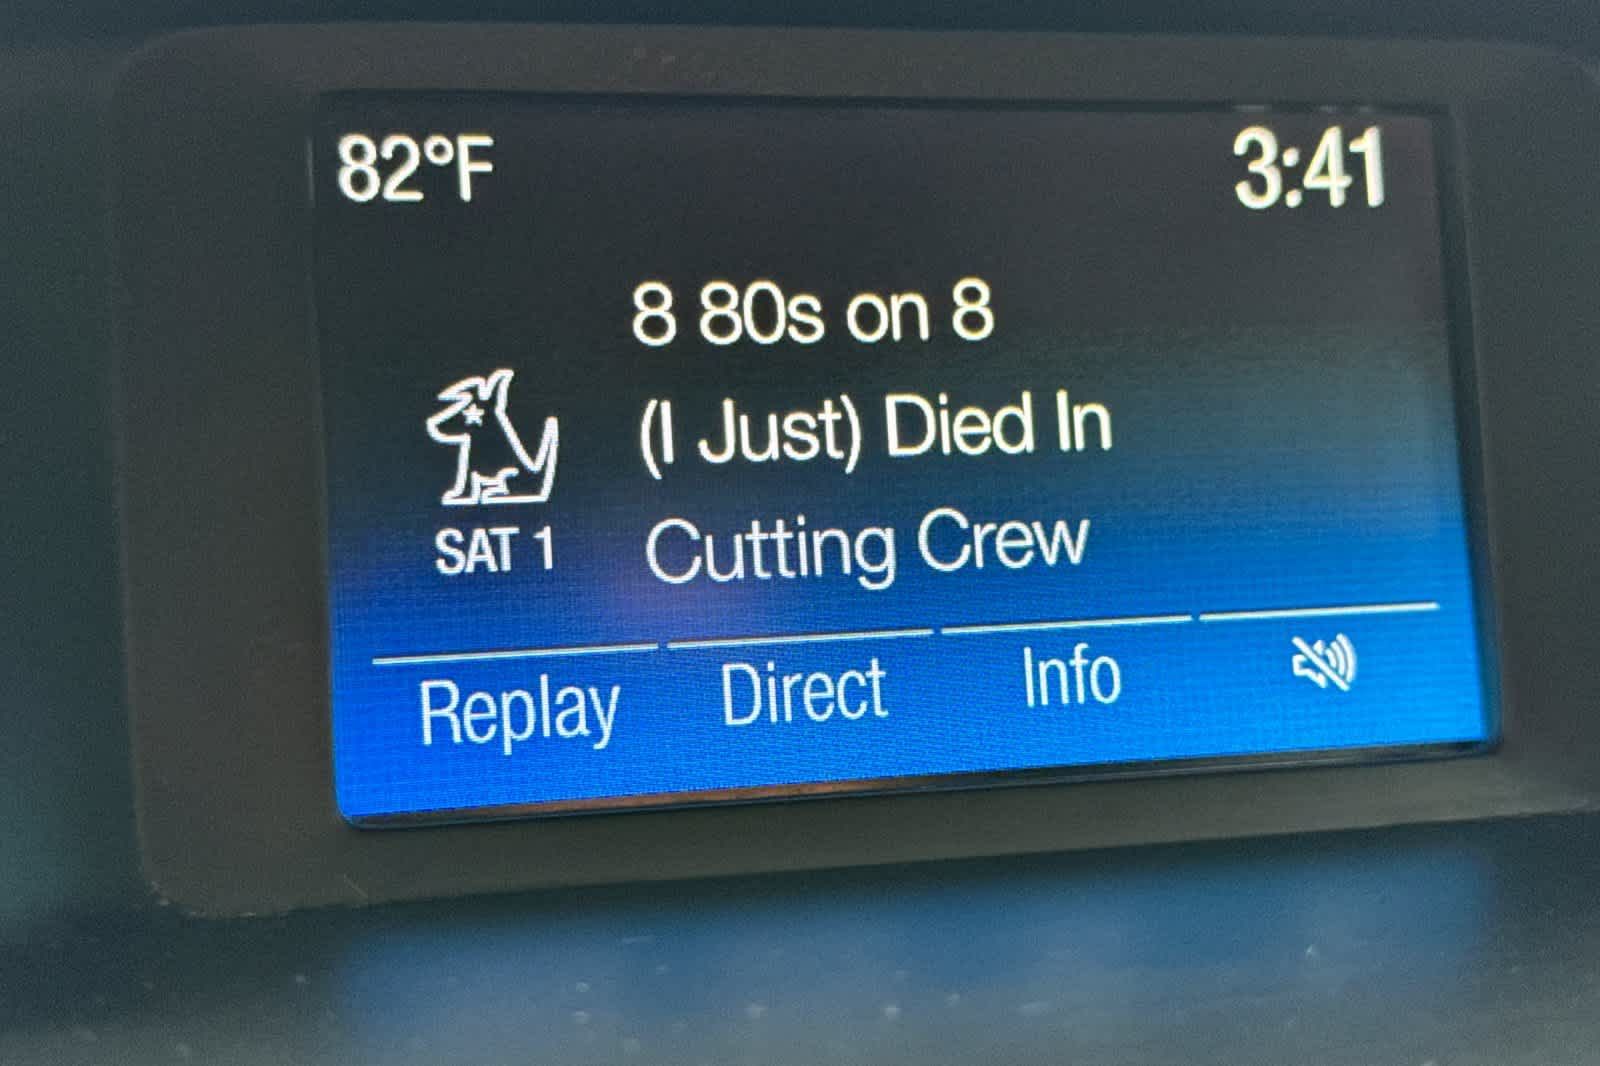 82°F 3:41
8 80s on 8
(I Just) Died In
SAT 1 Cutting Crew
Replay Direct Info